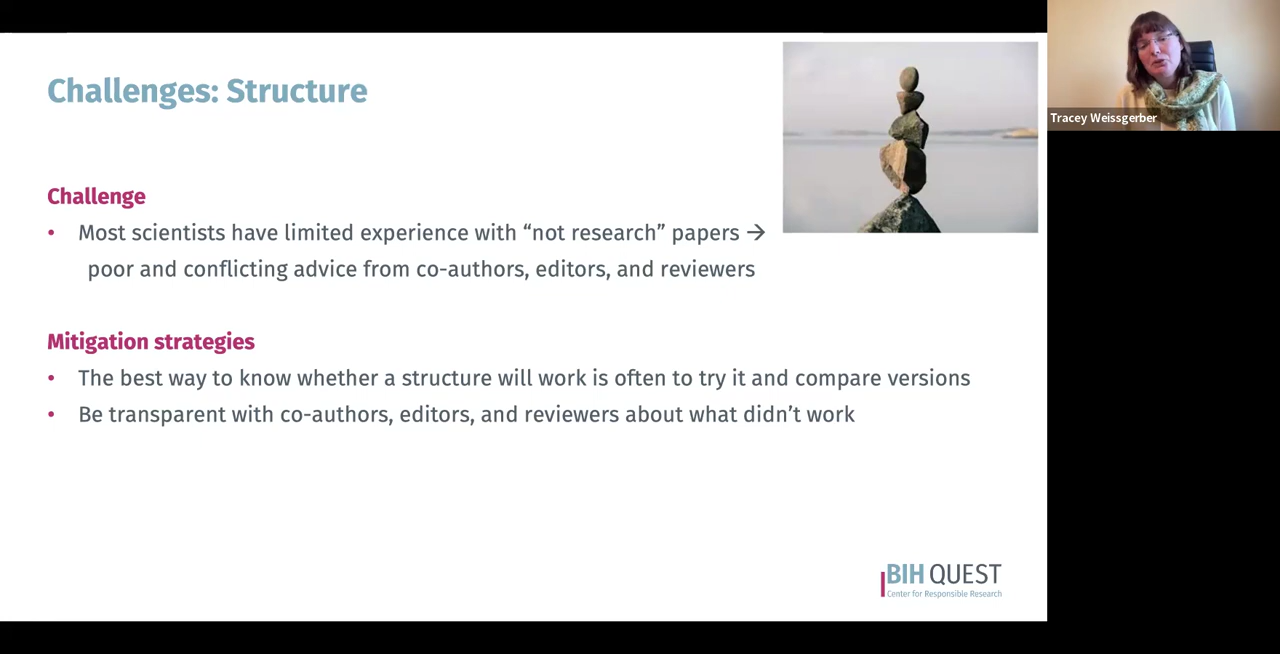 Challenges: Structure
Tracey Weissgerber
Challenge
• Most scientists have limited experience with “not research” papers →
poor and conflicting advice from co-authors, editors, and reviewers
Mitigation strategies
• The best way to know whether a structure will work is often to try it and compare versions
• Be transparent with co-authors, editors, and reviewers about what didn’t work
BIH QUEST
Center for Responsible Research